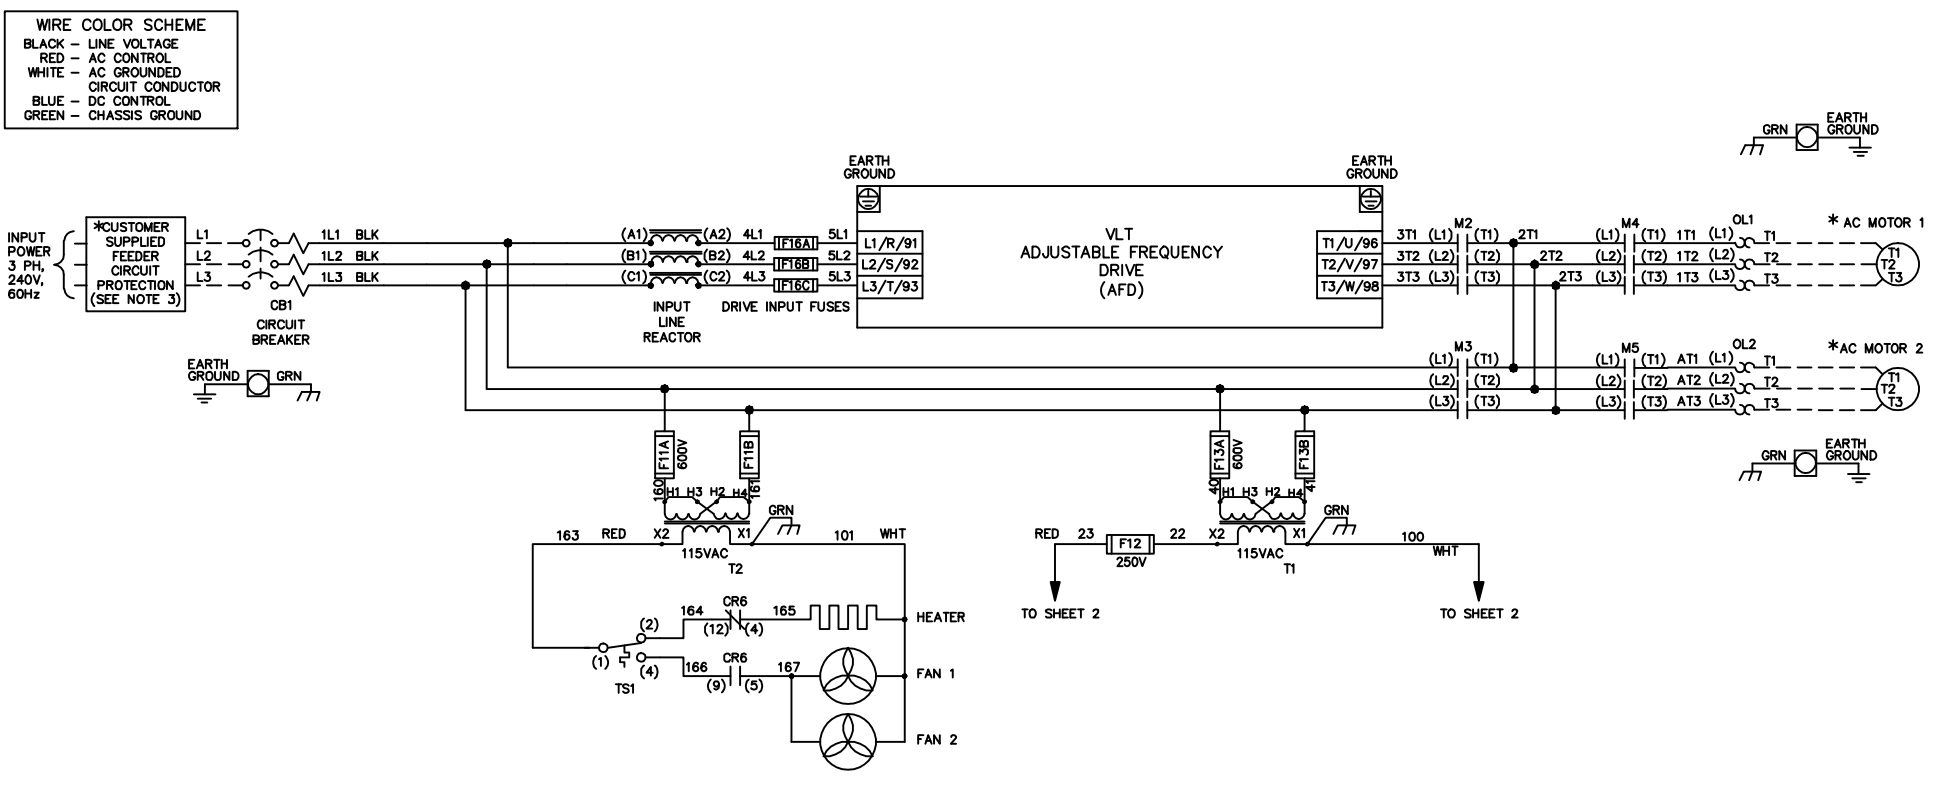 WIRE COLOR SCHEME
BLACK – LINE VOLTAGE
RED – AC CONTROL
WHITE – AC GROUNDED
CIRCUIT CONDUCTOR
BLUE – DC CONTROL
GREEN – CHASSIS GROUND
GRN
EARTH
GROUND
EARTH
GROUND
EARTH
GROUND
INPUT
POWER
3 PH,
240V,
60Hz
*CUSTOMER
SUPPLIED
FEEDER
CIRCUIT
PROTECTION
(SEE NOTE 3)
L1
L2
L3
CB1
CIRCUIT
BREAKER
1L1 BLK
1L2 BLK
1L3 BLK
(A1) (A2) 4L1 F16A 5L1 L1/R/91
(B1) (B2) 4L2 F16B 5L2 L2/S/92
(C1) (C2) 4L3 F16C 5L3 L3/T/93
INPUT
LINE
REACTOR
DRIVE INPUT FUSES
VLT
ADJUSTABLE FREQUENCY
DRIVE
(AFD)
M2 M4 OL1 * AC MOTOR 1
T1/U/96 3T1 (L1) (T1) 2T1 (L1) (T1) 1T1 (L1) T1 T1
T2/V/97 3T2 (L2) (T2) 2T2 (L2) (T2) 1T2 (L2) T2 T2
T3/W/98 3T3 (L3) (T3) 2T3 (L3) (T3) 1T3 (L3) T3 T3
M3 M5 OL2 *AC MOTOR 2
(L1) (T1) (L1) (T1) AT1 (L1) T1 T1
(L2) (T2) (L2) (T2) AT2 (L2) T2 T2
(L3) (T3) (L3) (T3) AT3 (L3) T3 T3
EARTH
GROUND
GRN
GRN
EARTH
GROUND
F11A
600V
F11B
160
161
H1 H3 H2 H4
GRN
163 RED X2 X1 101 WHT
115VAC
T2
F13A
600V
F13B
40
41
H1 H3 H2 H4
GRN
RED 23 F12 22 X2 X1 100
WHT
250V
115VAC
T1
TO SHEET 2
TO SHEET 2
164 CR6 165 HEATER
(2) (12) (4)
(1)
(4)
TS1
166 CR6 167 FAN 1
(9) (5)
FAN 2